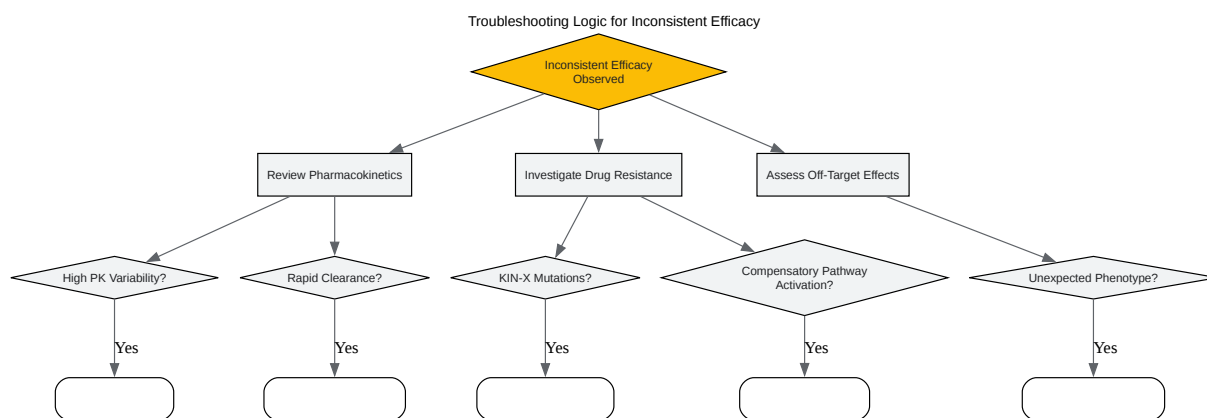 Troubleshooting Logic for Inconsistent Efficacy
Inconsistent Efficacy
Observed
Review Pharmacokinetics
Investigate Drug Resistance
Assess Off-Target Effects
High PK Variability?
Rapid Clearance?
KIN-X Mutations?
Compensatory Pathway
Activation?
Unexpected Phenotype?
Yes
Yes
Yes
Yes
Yes